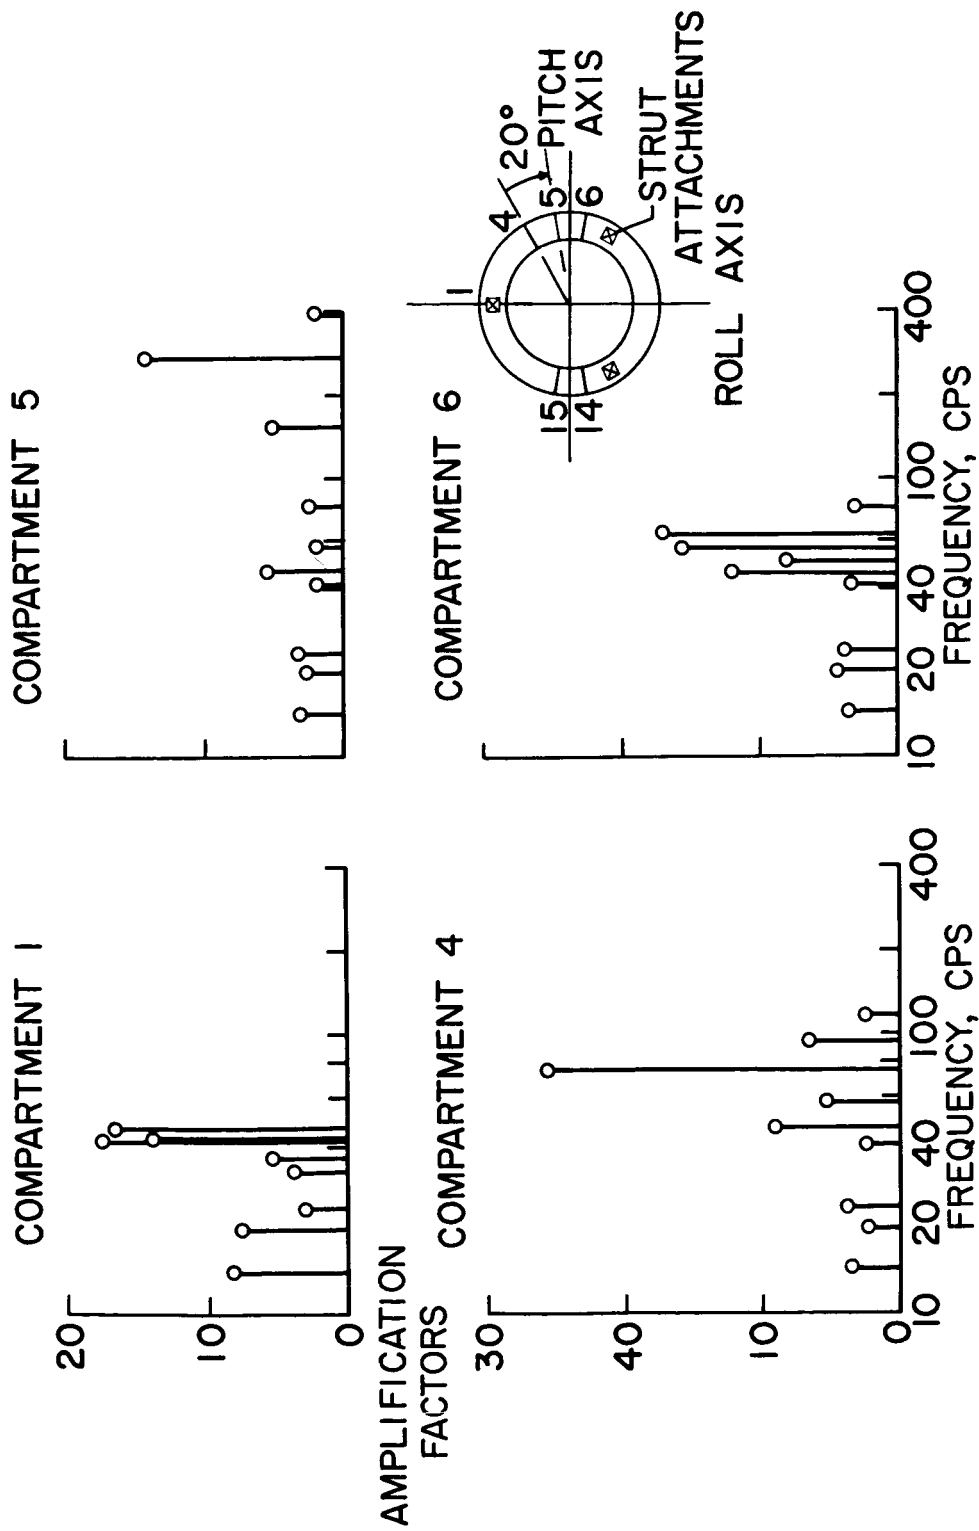 COMPARTMENT 1
20
10
0
AMPLIFICATION
FACTORS
COMPARTMENT 5
COMPARTMENT 4
30
40
10
0
10
20
40
100
400
FREQUENCY, CPS
COMPARTMENT 6
10
20
40
100
400
FREQUENCY, CPS
1
4
20°
5
PITCH
AXIS
6
15
14
STRUT
ATTACHMENTS
ROLL AXIS